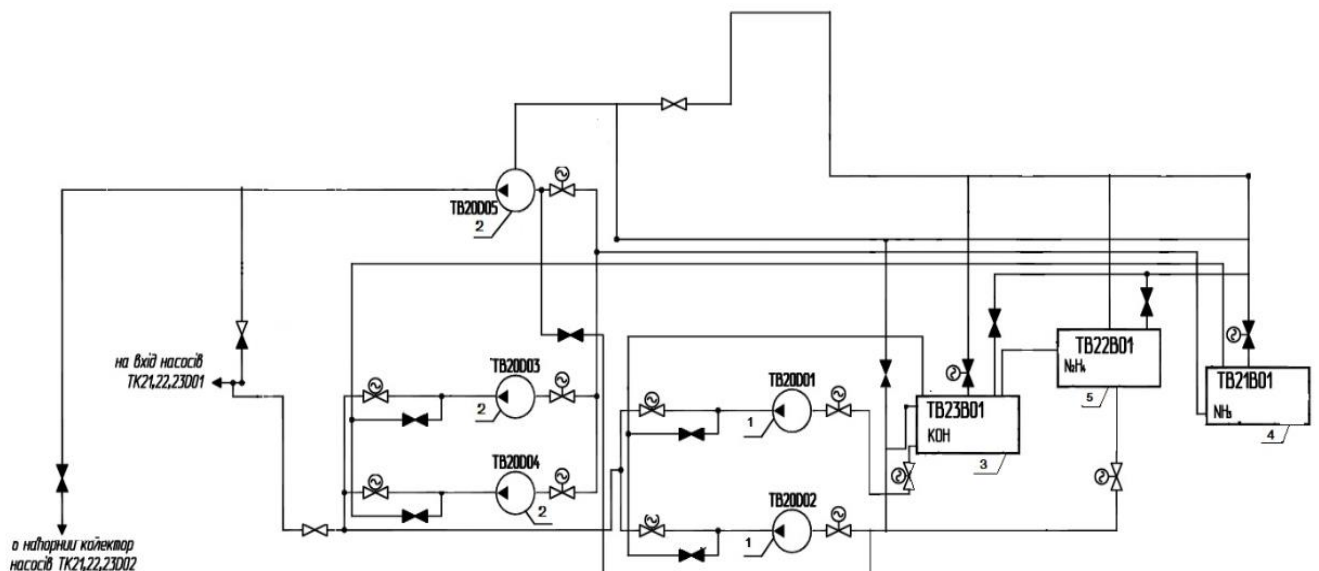 TB20D05
2
TB20D03
2
на вхід насосів
TK21,22,23D01
TB20D04
2
TB20D01
1
TB20D02
1
TB23B01
KOH
3
TB22B01
N₂H₄
5
TB21B01
NH₃
4
о напорнии колектор
насосів TK21,22,23D02